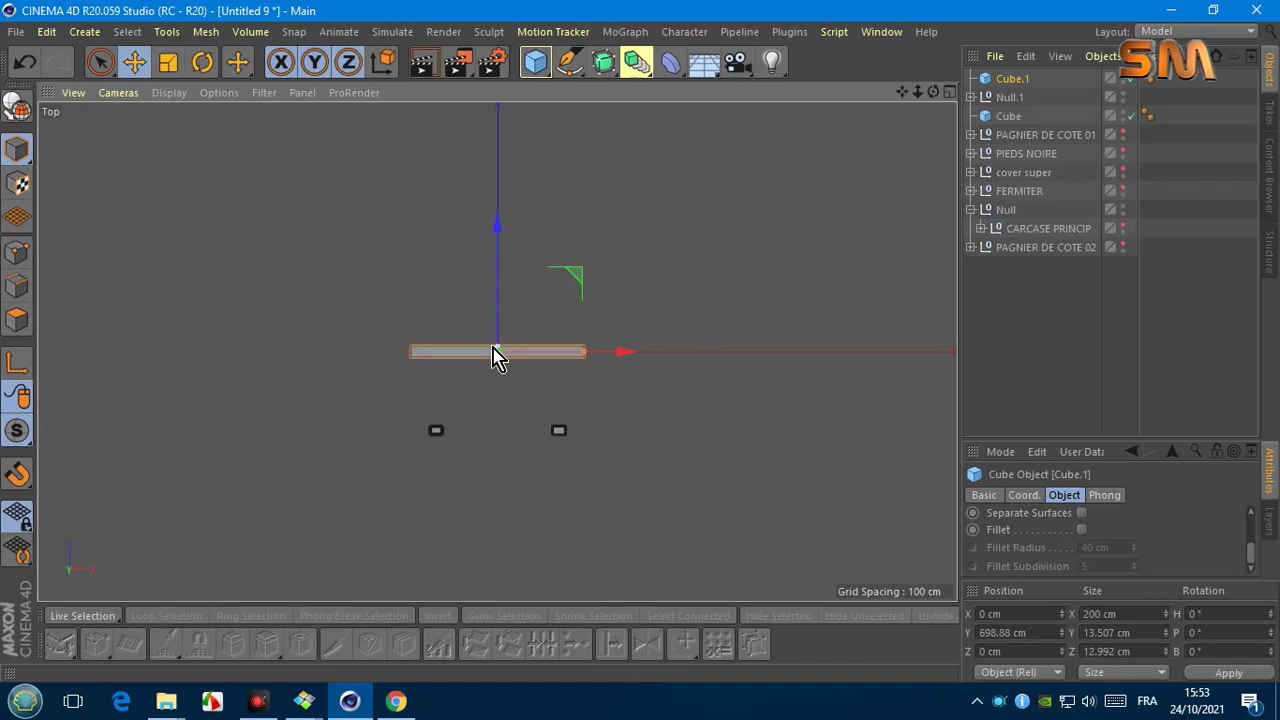 CINEMA 4D R20.059 Studio (RC - R20) - [Untitled 9 *] - Main
File Edit Create Select Tools Mesh Volume Snap Animate Simulate Render Sculpt Motion Tracker MoGraph Character Pipeline Plugins Script Window Help Layout: Model
X Y Z
SM
File Edit View Objects
View Cameras Display Options Filter Panel ProRender
Top
Cube.1
Null.1
Cube
PAGNIER DE COTE 01
PIEDS NOIRE
cover super
FERMITER
Null
CARCASE PRINCIP
PAGNIER DE COTE 02
Objects
Takes
Content Browser
Structure
Mode Edit User Data
Cube Object [Cube.1]
Basic Coord. Object Phong
Separate Surfaces
Fillet
Fillet Radius 40 cm
Fillet Subdivision 5
Attributes
Layers
Z
Y X
Grid Spacing : 100 cm
Position Size Rotation
X 0 cm X 200 cm H 0 °
Y 698.88 cm Y 13.507 cm P 0 °
Z 0 cm Z 12.992 cm B 0 °
Object (Rel) Size Apply
Live Selection Loop Selection Ring Selection Phong Break Selection Invert Grow Selection Shrink Selection Select Connected Hide Selected Hide Unselected Unhide
MAXON CINEMA 4D
FRA
15:53
24/10/2021